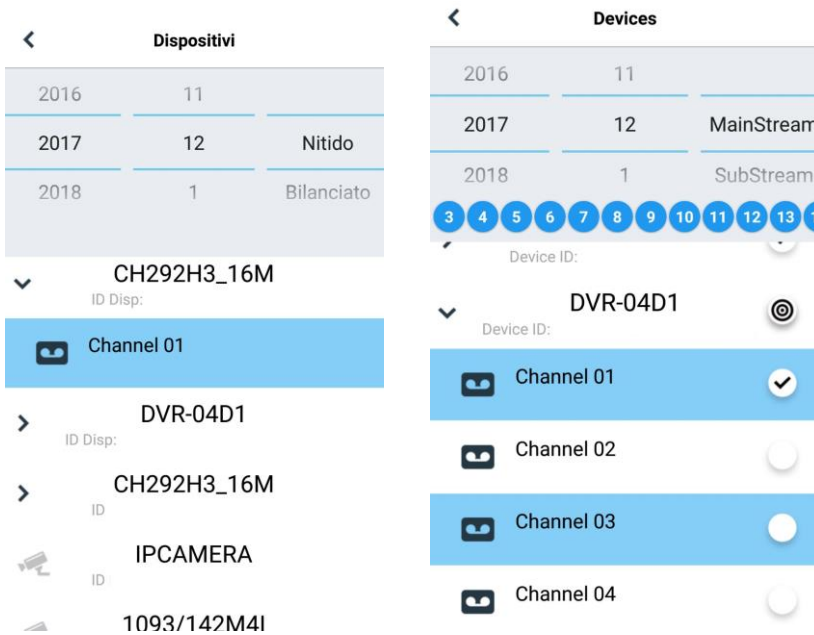 Dispositivi
2016 11
2017 12 Nitido
2018 1 Bilanciato
CH292H3_16M
ID Disp:
Channel 01
DVR-04D1
ID Disp:
CH292H3_16M
ID
IPCAMERA
ID
1093/142M4I
Devices
2016 11
2017 12 MainStream
2018 1 SubStream
3 4 5 6 7 8 9 10 11 12 13
Device ID:
DVR-04D1
Device ID:
Channel 01
Channel 02
Channel 03
Channel 04